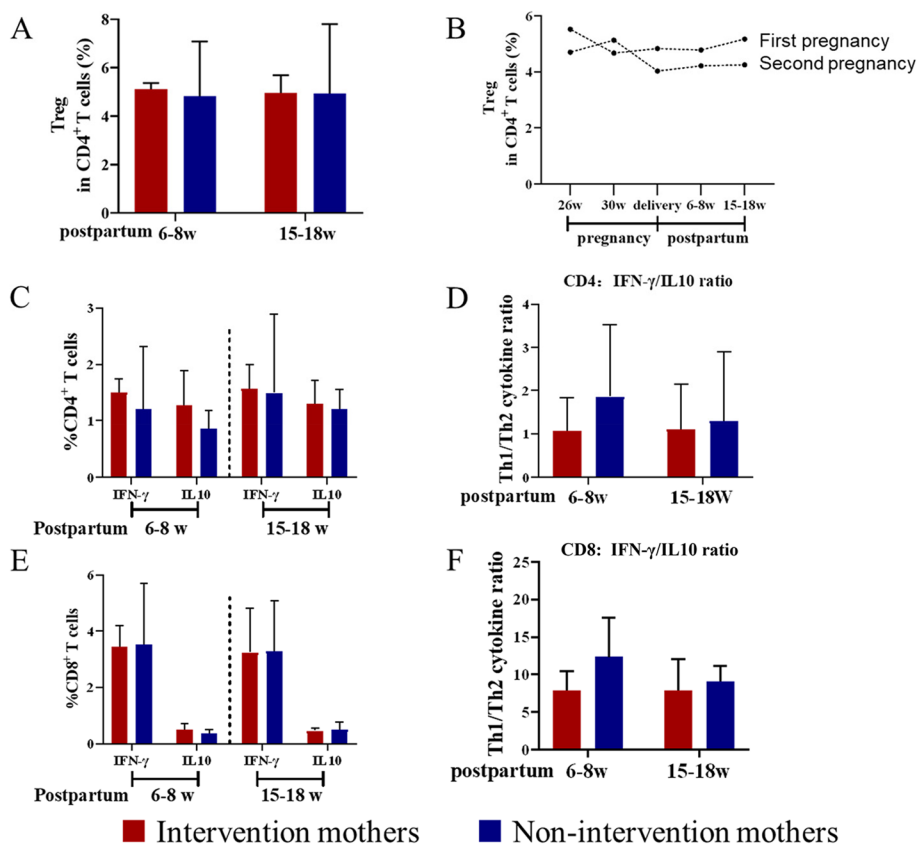 A
Treg
in CD4⁺ T cells (%)
8
6
4
2
0
postpartum 6-8w 15-18w
B
Treg
in CD4⁺ T cells (%)
6
4
2
0
First pregnancy
Second pregnancy
26w 30w delivery 6-8w 15-18w
pregnancy postpartum
C
%CD4⁺ T cells
3
2
1
0
IFN-γ IL10 IFN-γ IL10
Postpartum 6-8 w 15-18 w
D
CD4: IFN-γ/IL10 ratio
Th1/Th2 cytokine ratio
4
3
2
1
0
postpartum 6-8w 15-18W
E
%CD8⁺ T cells
6
4
2
0
IFN-γ IL10 IFN-γ IL10
Postpartum 6-8 w 15-18 w
F
CD8: IFN-γ/IL10 ratio
Th1/Th2 cytokine ratio
25
20
15
10
5
0
postpartum 6-8w 15-18w
Intervention mothers Non-intervention mothers